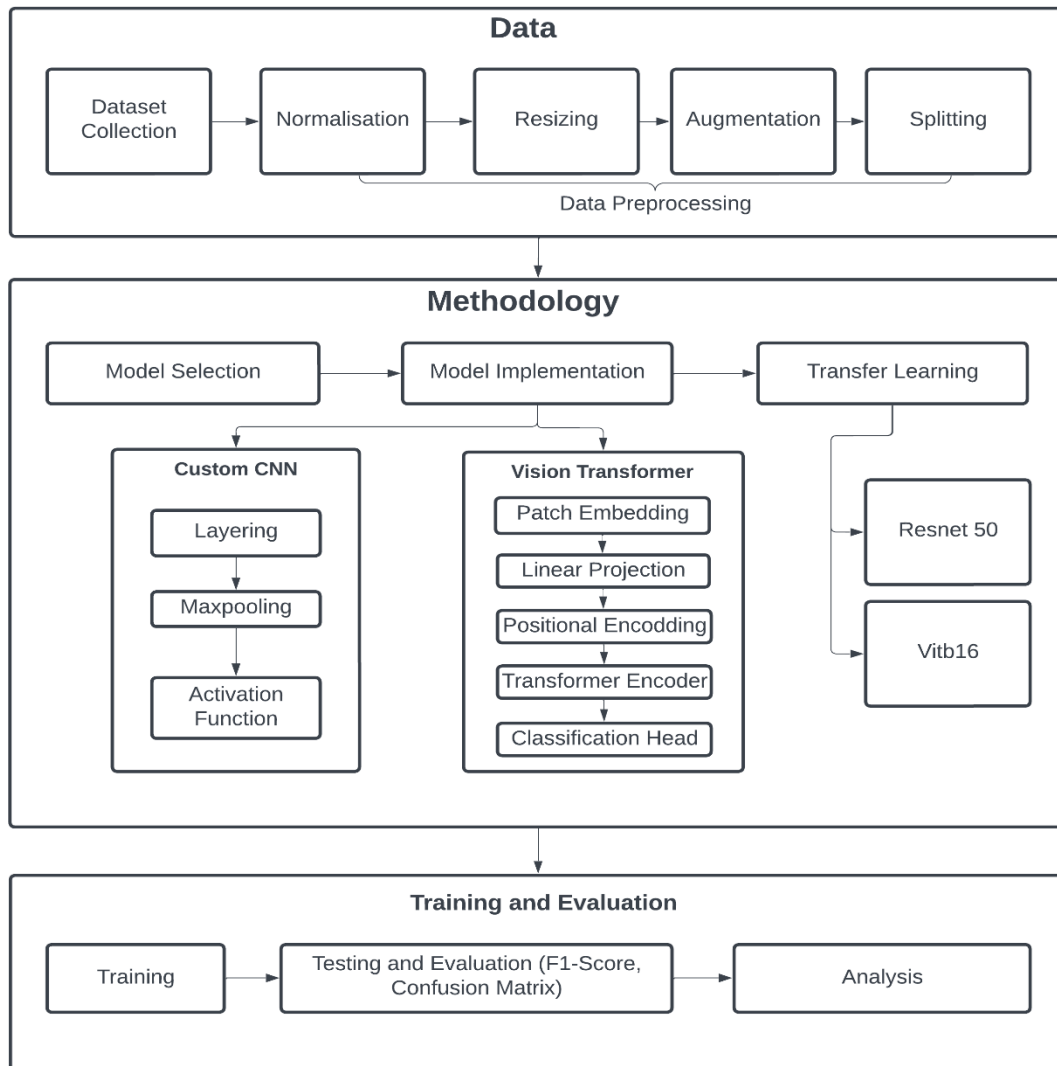 Data
Dataset
Collection
Normalisation
Resizing
Augmentation
Splitting
Data Preprocessing
Methodology
Model Selection
Model Implementation
Transfer Learning
Custom CNN
Layering
Maxpooling
Activation
Function
Vision Transformer
Patch Embedding
Linear Projection
Positional Encodding
Transformer Encoder
Classification Head
Resnet 50
Vitb16
Training and Evaluation
Training
Testing and Evaluation (F1-Score,
Confusion Matrix)
Analysis